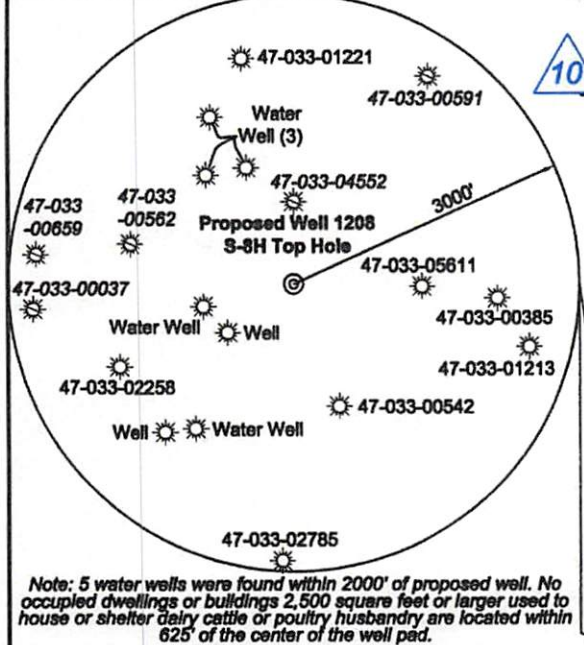 47-033-01221
10
47-033-00591
Water
Well (3)
47-033-04552
3000'
47-033
-00659
47-033
-00562
Proposed Well 1208
S-8H Top Hole
47-033-05611
47-033-00037
47-033-00385
Water Well
Well
47-033-01213
47-033-02258
47-033-00542
Well
Water Well
47-033-02785
Note: 5 water wells were found within 2000' of proposed well. No
occupied dwellings or buildings 2,500 square feet or larger used to
house or shelter dairy cattle or poultry husbandry are located within
625' of the center of the well pad.